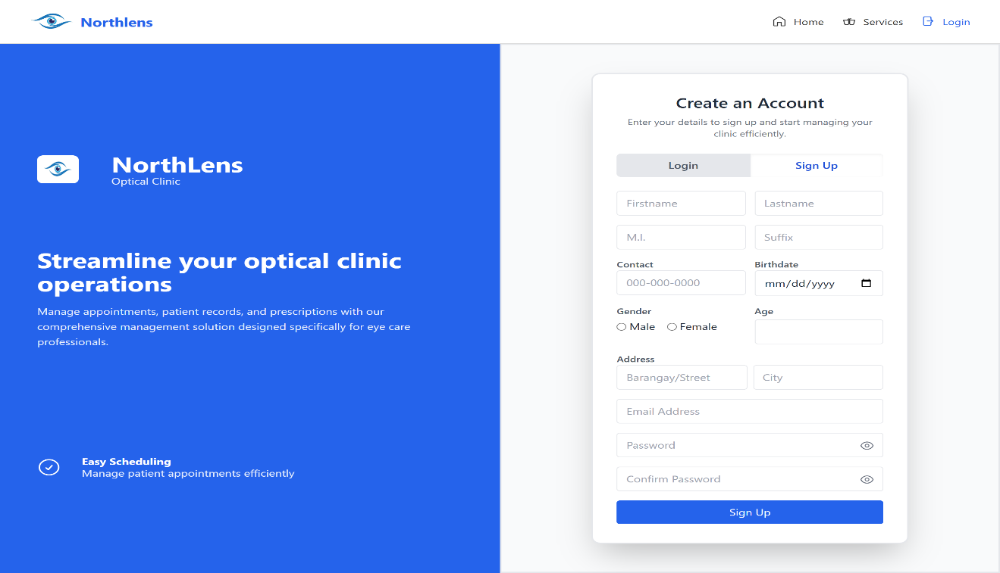 Northlens
Home
Services
Login
NorthLens
Optical Clinic
Streamline your optical clinic
operations
Manage appointments, patient records, and prescriptions with our
comprehensive management solution designed specifically for eye care
professionals.
Easy Scheduling
Manage patient appointments efficiently
Create an Account
Enter your details to sign up and start managing your
clinic efficiently.
Login
Sign Up
Firstname
Lastname
M.I.
Suffix
Contact
Birthdate
000-000-0000
mm/dd/yyyy
Gender
Age
Male
Female
Address
Barangay/Street
City
Email Address
Password
Confirm Password
Sign Up